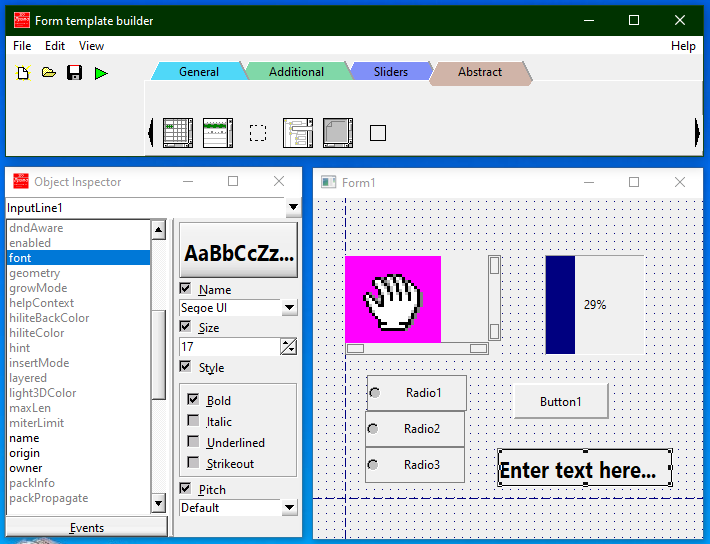 Form template builder
File Edit View Help
General Additional Sliders Abstract
Object Inspector
InputLine1
dndAware
enabled
font
geometry
growMode
helpContext
hiliteBackColor
hiliteColor
hint
insertMode
layered
light3DColor
maxLen
miterLimit
name
origin
owner
packInfo
packPropagate
Events
AaBbCcZz...
Name
Segoe UI
Size
17
Style
Bold
Italic
Underlined
Strikeout
Pitch
Default
Form1
29%
Radio1
Radio2
Radio3
Button1
Enter text here...